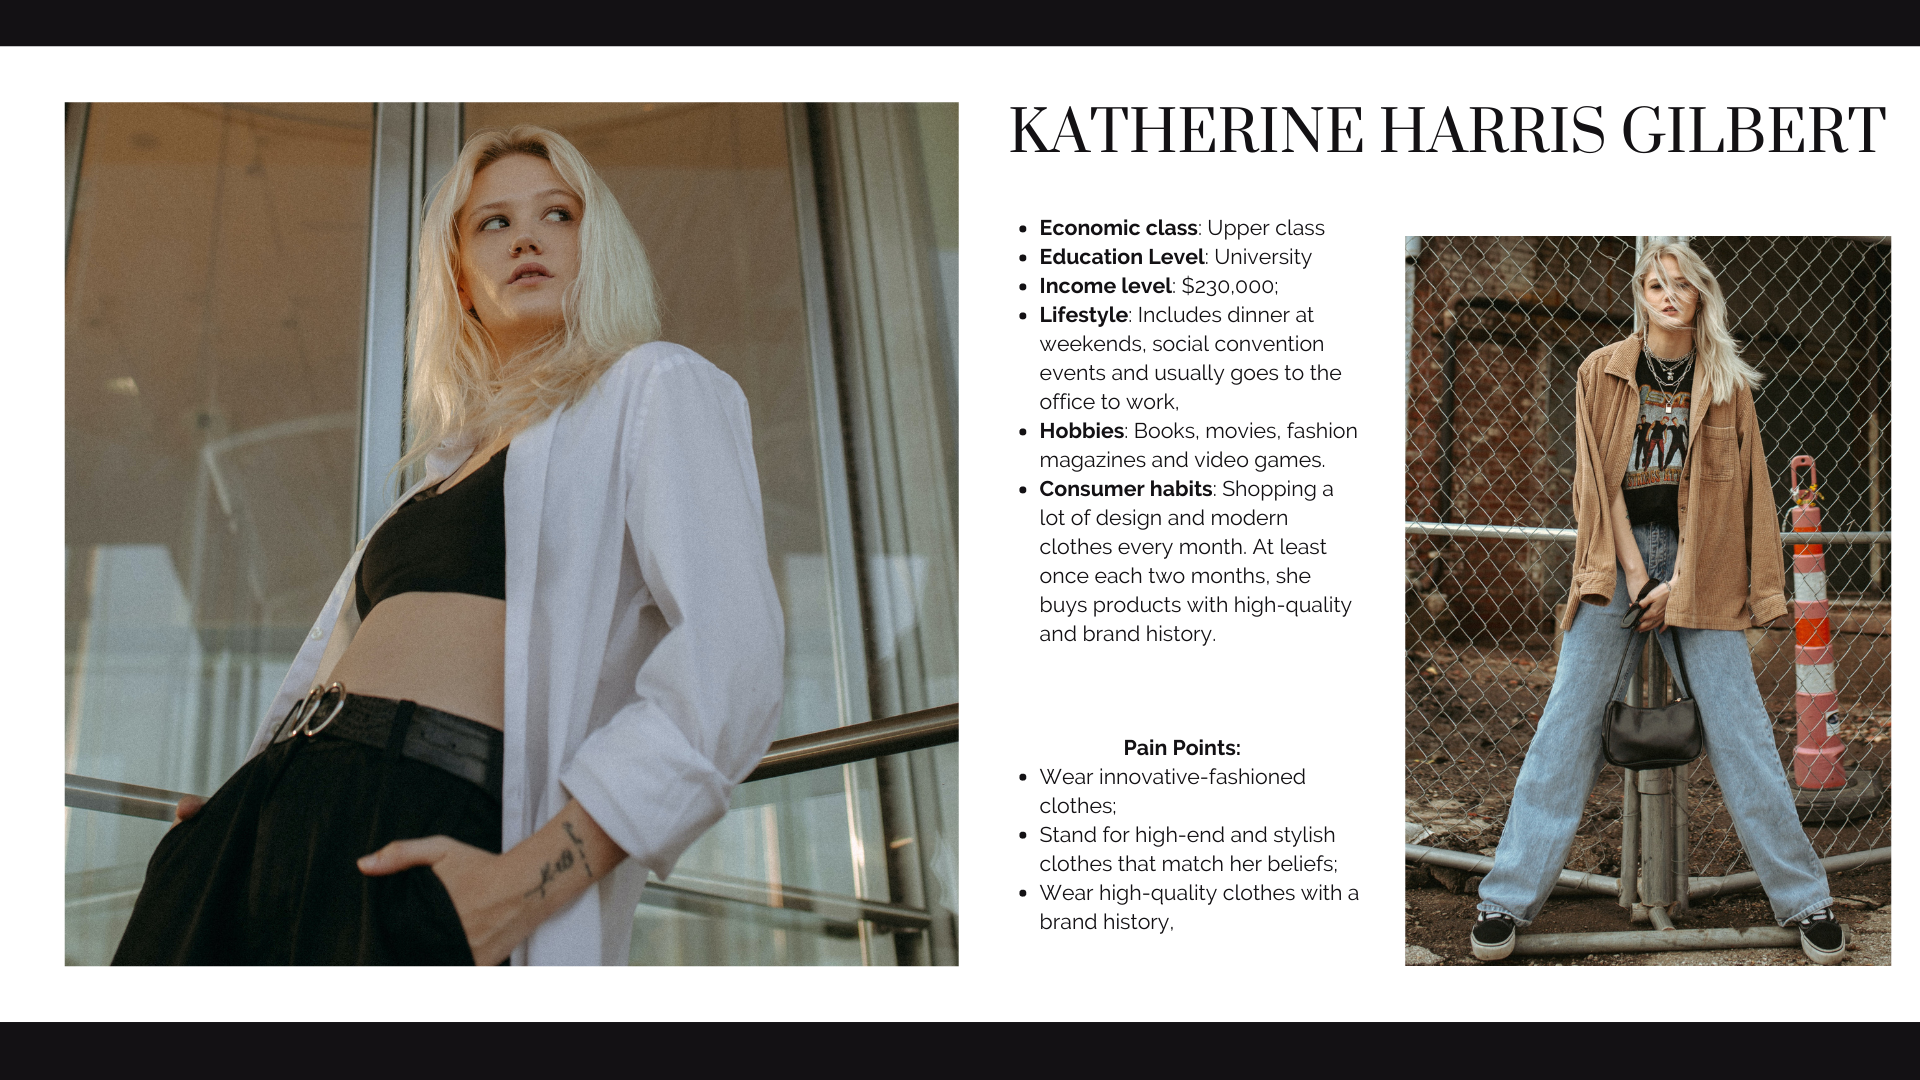 KATHERINE HARRIS GILBERT
• Economic class: Upper class
• Education Level: University
• Income level: $230,000;
• Lifestyle: Includes dinner at
weekends, social convention
events and usually goes to the
office to work,
• Hobbies: Books, movies, fashion
magazines and video games.
• Consumer habits: Shopping a
lot of design and modern
clothes every month. At least
once each two months, she
buys products with high-quality
and brand history.
Pain Points:
• Wear innovative-fashioned
clothes;
• Stand for high-end and stylish
clothes that match her beliefs;
• Wear high-quality clothes with a
brand history,